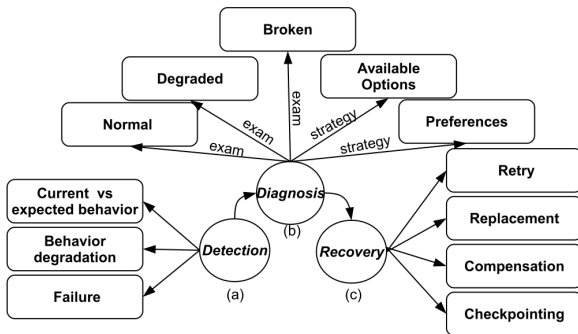 Broken
Degraded
Available
Options
Normal
Preferences
exam
exam
exam
strategy
strategy
Current vs
expected behavior
Behavior
degradation
Failure
Detection
(a)
Diagnosis
(b)
Recovery
(c)
Retry
Replacement
Compensation
Checkpointing